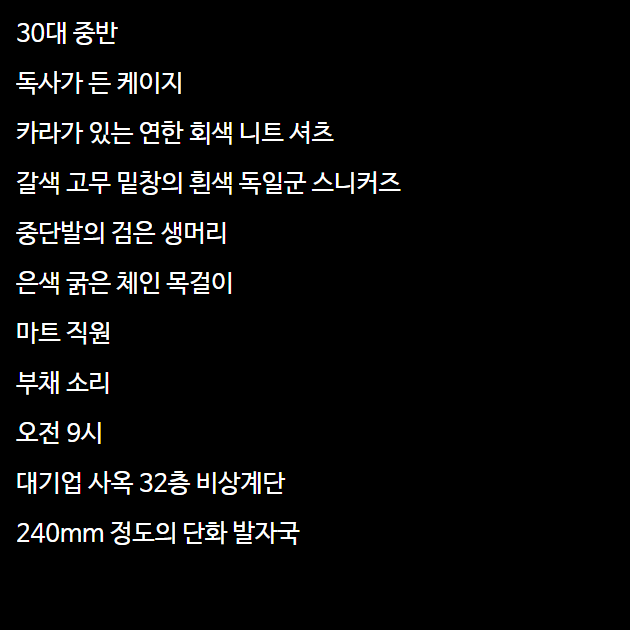 30대 중반
독사가 든 케이지
카라가 있는 연한 회색 니트 셔츠
갈색 고무 밑창의 흰색 독일군 스니커즈
중단발의 검은 생머리
은색 굵은 체인 목걸이
마트 직원
부채 소리
오전 9시
대기업 사옥 32층 비상계단
240mm 정도의 단화 발자국